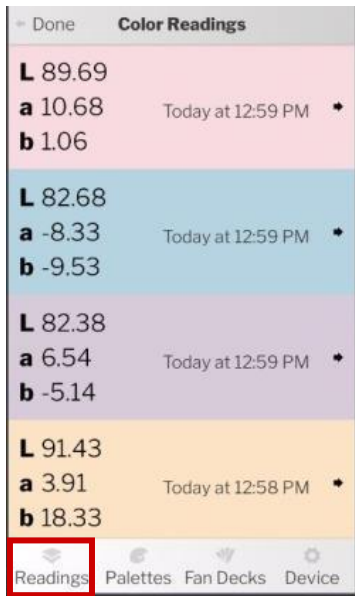 Done Color Readings
L 89.69
a 10.68 Today at 12:59 PM
b 1.06
L 82.68
a -8.33 Today at 12:59 PM
b -9.53
L 82.38
a 6.54 Today at 12:59 PM
b -5.14
L 91.43
a 3.91 Today at 12:58 PM
b 18.33
Readings Palettes Fan Decks Device